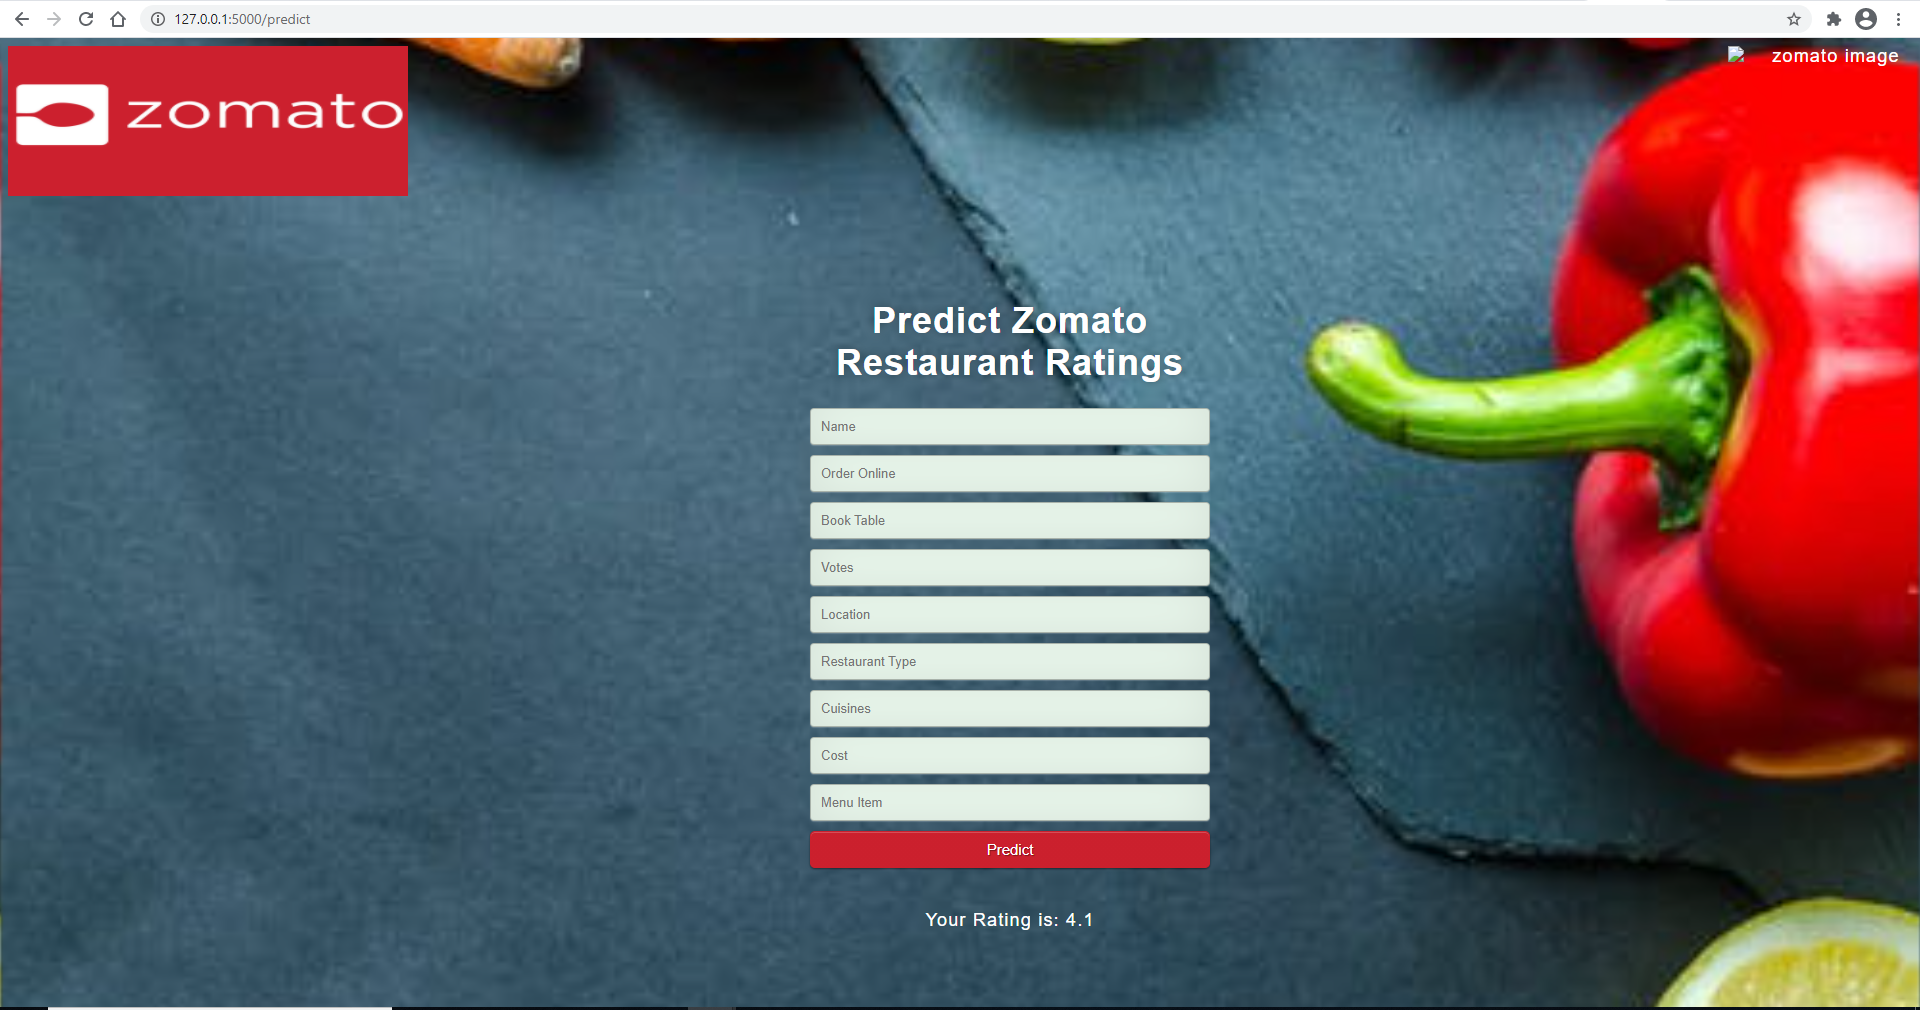 127.0.0.1:5000/predict
zomato
zomato image
Predict Zomato
Restaurant Ratings
Name
Order Online
Book Table
Votes
Location
Restaurant Type
Cuisines
Cost
Menu Item
Predict
Your Rating is: 4.1